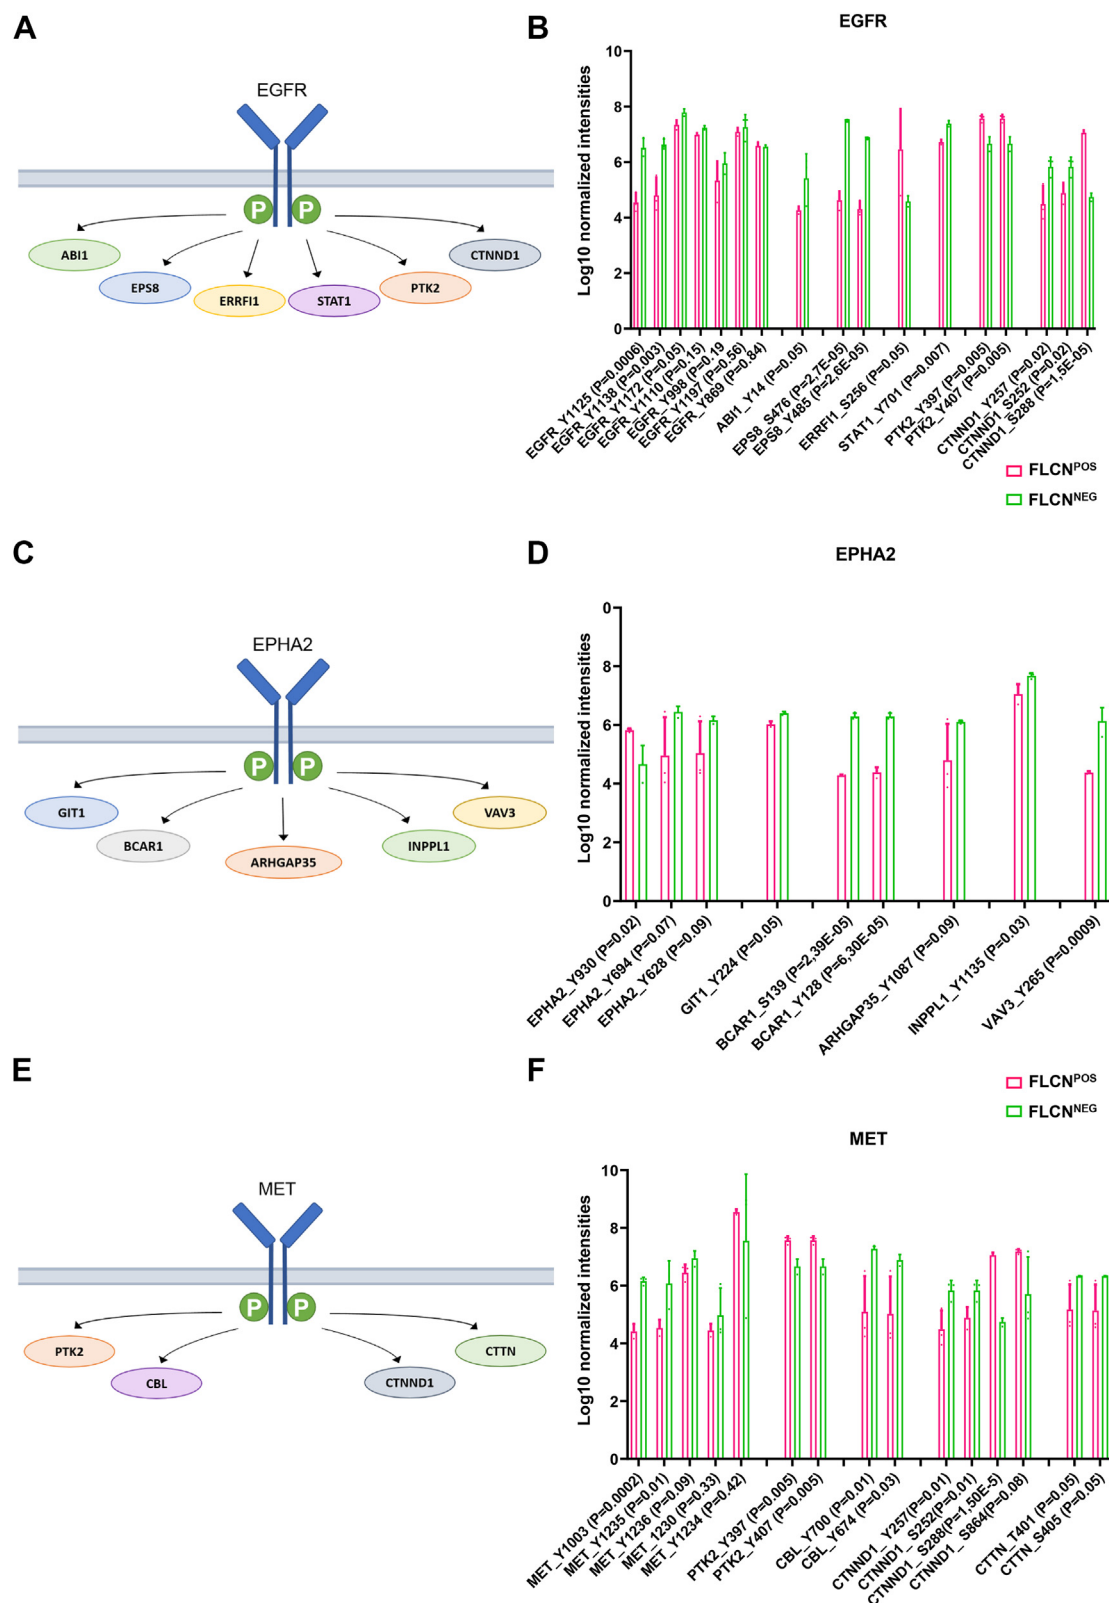 A
EGFR
P
P
ABI1
EPS8
ERRFI1
STAT1
PTK2
CTNND1
B
EGFR
Log10 normalized intensities
10
8
6
4
2
0
EGFR_Y1125 (P=0.0006)
EGFR_Y1138 (P=0.003)
EGFR_Y1172 (P=0.05)
EGFR_Y1110 (P=0.15)
EGFR_Y998 (P=0.19
EGFR_Y1197 (P=0.56)
EGFR_Y869 (P=0.84)
ABI1_Y14 (P=0.05)
EPS8_S476 (P=2,7E-05)
EPS8_Y485 (P=2,6E-05)
ERRFI1_S256 (P=0.05)
STAT1_Y701 (P=0.007)
PTK2_Y397 (P=0.005)
PTK2_Y407 (P=0.005)
CTNND1_Y257 (P=0.02)
CTNND1_S252 (P=0.02)
CTNND1_S288 (P=1,5E-05)
FLCNPOS
FLCNNEG
C
EPHA2
P
P
GIT1
BCAR1
ARHGAP35
INPPL1
VAV3
D
EPHA2
Log10 normalized intensities
0
8
6
4
2
0
EPHA2_Y930 (P=0.02)
EPHA2_Y694 (P=0.07)
EPHA2_Y628 (P=0.09)
GIT1_Y224 (P=0.05)
BCAR1_S139 (P=2,39E-05)
BCAR1_Y128 (P=6,30E-05)
ARHGAP35_Y1087 (P=0.09)
INPPL1_Y1135 (P=0.03)
VAV3_Y265 (P=0.0009)
FLCNPOS
FLCNNEG
E
MET
P
P
PTK2
CBL
CTNND1
CTTN
F
MET
Log10 normalized intensities
10
8
6
4
2
0
MET_Y1003 (P=0.0002)
MET_Y1235 (P=0.01)
MET_Y1236 (P=0.09)
MET_1230 (P=0.33)
MET_Y1234 (P=0.42)
PTK2_Y397 (P=0.005)
PTK2_Y407 (P=0.005)
CBL_Y700 (P=0.01)
CBL_Y674 (P=0.03)
CTNND1_Y257(P=0.01)
CTNND1_S252(P=0.01)
CTNND1_S288(P=1,50E-5)
CTNND1_S864(P=0.08)
CTTN_T401 (P=0.05)
CTTN_S405 (P=0.05)